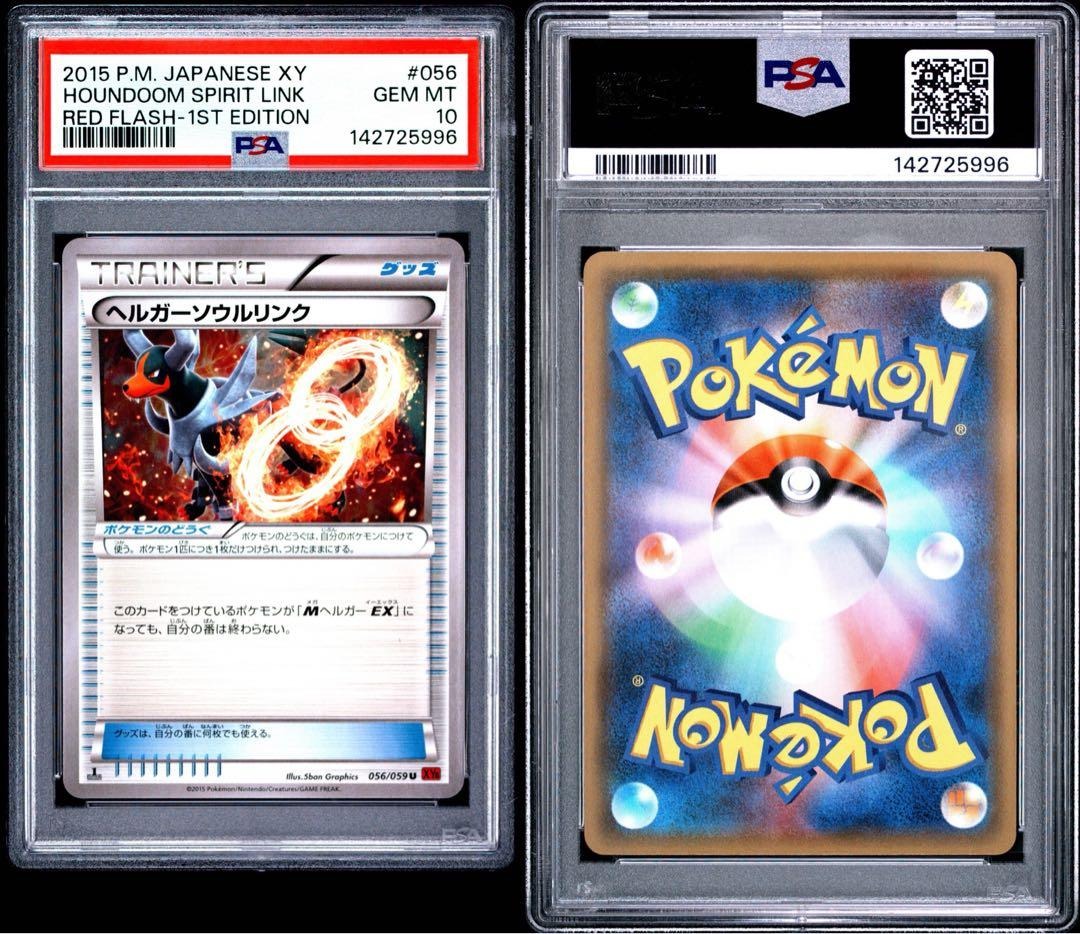 2015 P.M. JAPANESE XY #056
HOUNDOOM SPIRIT LINK GEM MT
RED FLASH-1ST EDITION 10
PSA 142725996
TRAINER'S グッズ
ヘルガーソウルリンク
ポケモンのどうぐ
ポケモンのどうぐは、自分のポケモンにつけて
使う。ポケモン1匹につき1枚だけつけられ、つけたままにする。
このカードをつけているポケモンが「MヘルガーEX」に
なっても、自分の番は終わらない。
グッズは、自分の番に何枚でも使える。
Illus.5ban Graphics 056/059 U XY8
©2015 Pokémon/Nintendo/Creatures/GAME FREAK.
PSA
142725996
POKéMON®
POKéMON®